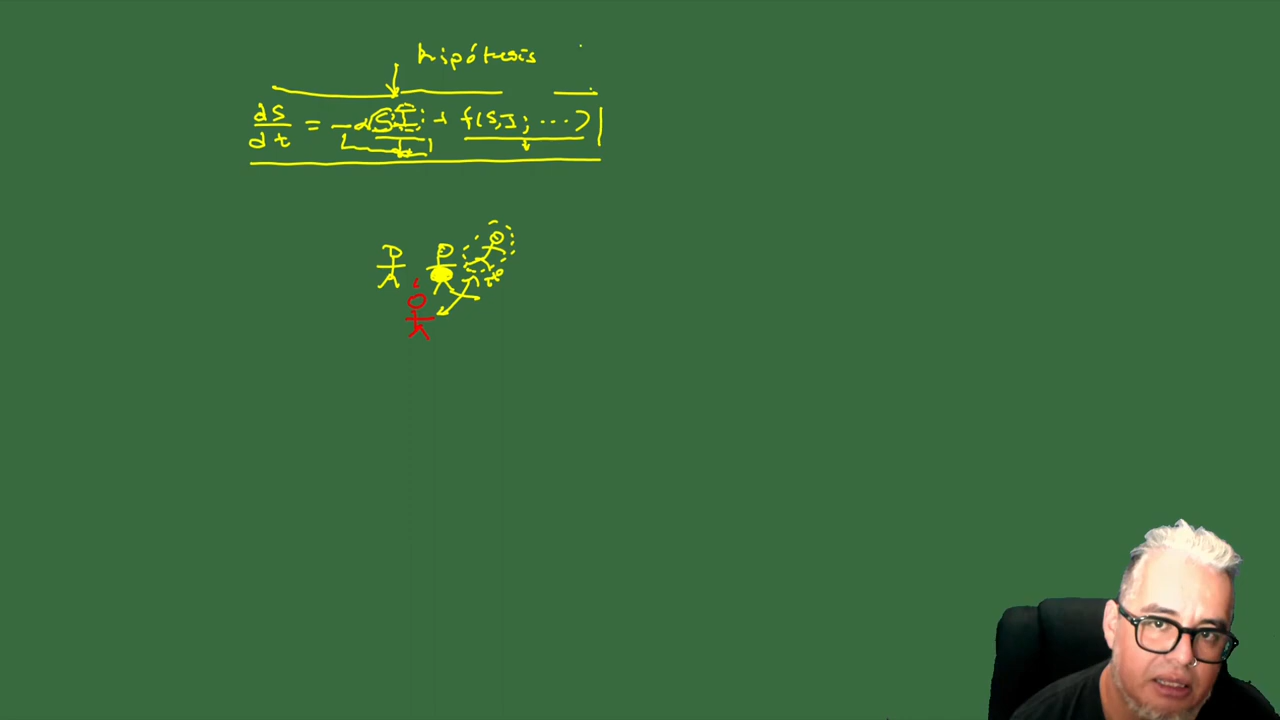 hipótesis
dS/dt = -αSI + f(S,I; ...)